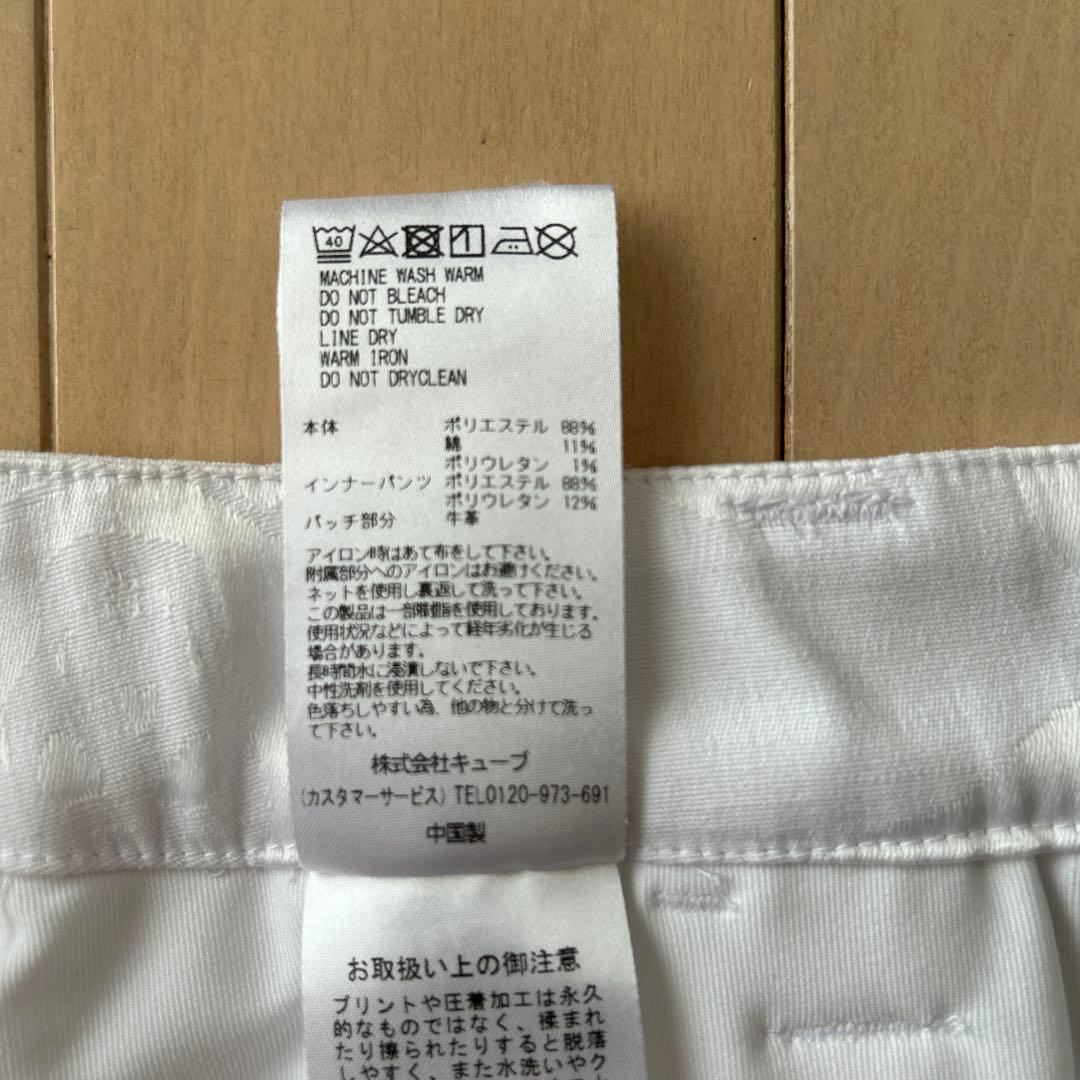 40
MACHINE WASH WARM
DO NOT BLEACH
DO NOT TUMBLE DRY
LINE DRY
WARM IRON
DO NOT DRYCLEAN
本体 ポリエステル 88%
綿 11%
ポリウレタン 1%
インナーパンツ ポリエステル 88%
ポリウレタン 12%
パッチ部分 牛革
アイロン時はあて布をして下さい。
附属部分へのアイロンはお避けください。
ネットを使用し裏返して洗って下さい。
この製品は一部樹脂を使用しております。
使用状況などによって経年劣化が生じる
場合があります。
長時間水に浸漬しないで下さい。
中性洗剤を使用してください。
色落ちしやすい為、他の物と分けて洗っ
て下さい。
株式会社キューブ
(カスタマーサービス) TEL0120-973-691
中国製
お取扱い上の御注意
プリントや圧着加工は永久
的なものではなく、揉まれ
たり擦られたりすると脱落
しやすく、また水洗いやク